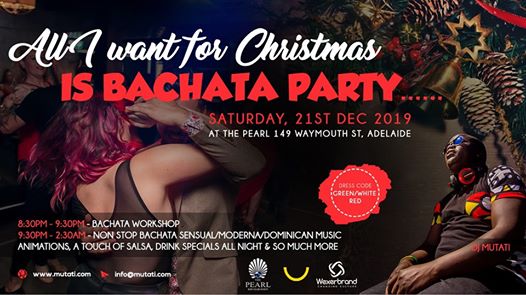 All I want for Christmas
IS BACHATA PARTY......
SATURDAY, 21ST DEC 2019
AT THE PEARL 149 WAYMOUTH ST, ADELAIDE
DRESS CODE
GREEN/WHITE
RED
8:30PM - 9:30PM - BACHATA WORKSHOP
9:30PM - 2:30AM - NON STOP BACHATA SENSUAL/MODERNA/DOMINICAN MUSIC
ANIMATIONS, A TOUCH OF SALSA, DRINK SPECIALS ALL NIGHT & SO MUCH MORE
DJ MUTATI
www.mutati.com
info@mutati.com
PEARL
Wexerbrand